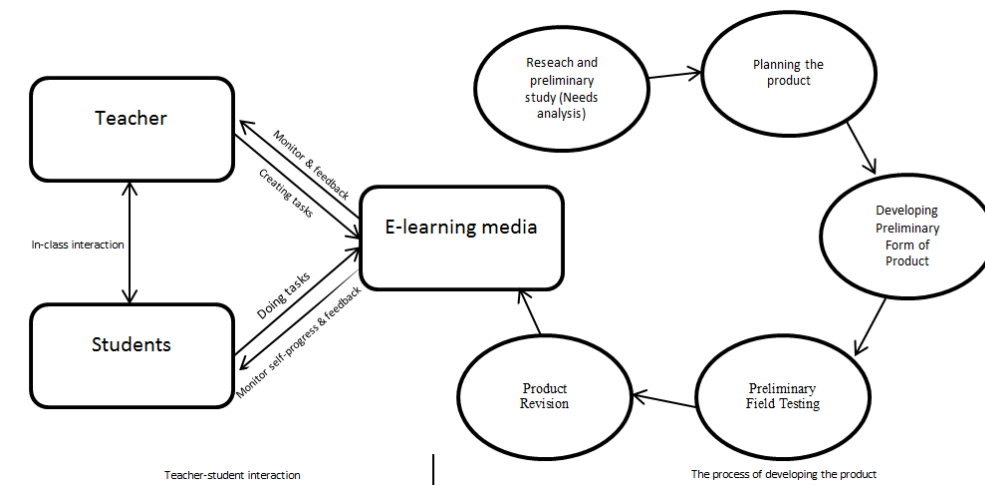 Teacher
Monitor & feedback
Creating tasks
In-class interaction
E-learning media
Doing tasks
Monitor self-progress & feedback
Students
Teacher-student interaction
Reseach and
preliminary
study (Needs
analysis)
Planning the
product
Developing
Preliminary
Form of
Product
Preliminary
Field Testing
Product
Revision
The process of developing the product